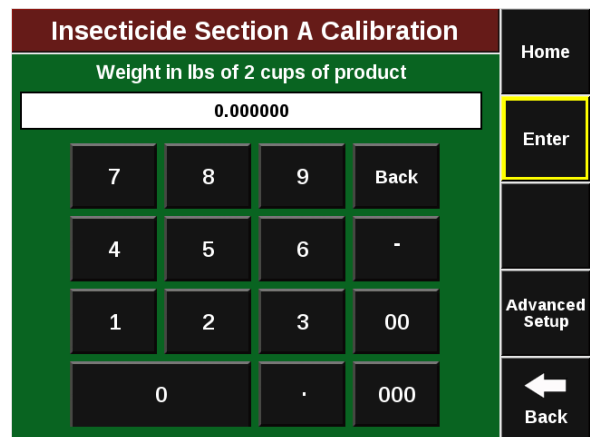 Insecticide Section A Calibration
Home
Weight in lbs of 2 cups of product
0.000000
Enter
7 8 9 Back
4 5 6 -
Advanced
Setup
1 2 3 00
0 . 000
Back